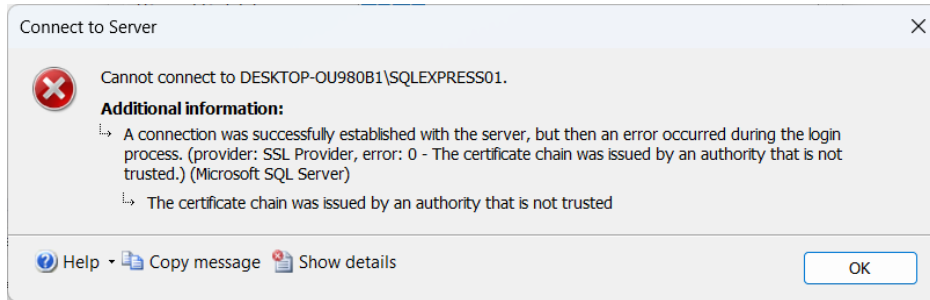 Connect to Server
Cannot connect to DESKTOP-OU980B1\SQLEXPRESS01.
Additional information:
A connection was successfully established with the server, but then an error occurred during the login
process. (provider: SSL Provider, error: 0 - The certificate chain was issued by an authority that is not
trusted.) (Microsoft SQL Server)
The certificate chain was issued by an authority that is not trusted
Help
Copy message
Show details
OK